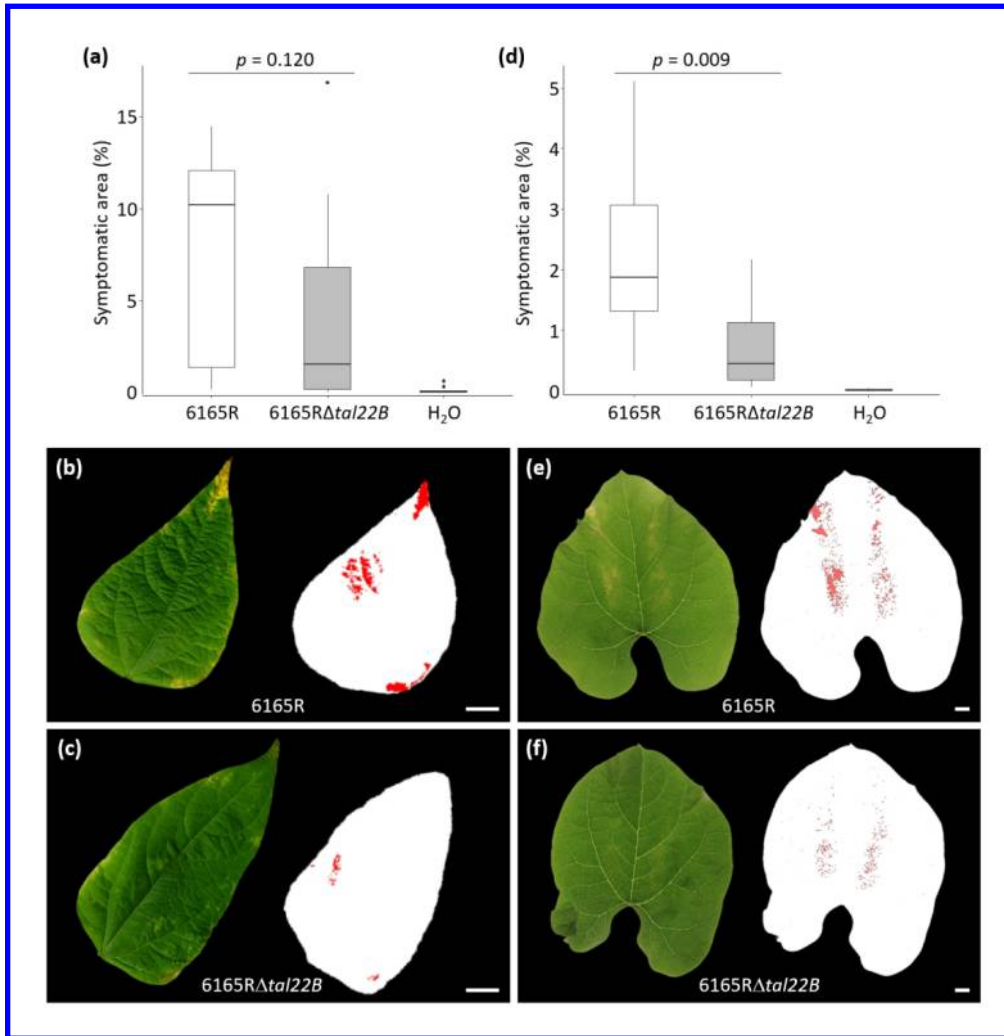 (a)
p = 0.120
Symptomatic area (%)
15
10
5
0
6165R
6165RΔtal22B
H₂O
(d)
p = 0.009
Symptomatic area (%)
5
4
3
2
1
0
6165R
6165RΔtal22B
H₂O
(b)
6165R
(e)
6165R
(c)
6165RΔtal22B
(f)
6165RΔtal22B